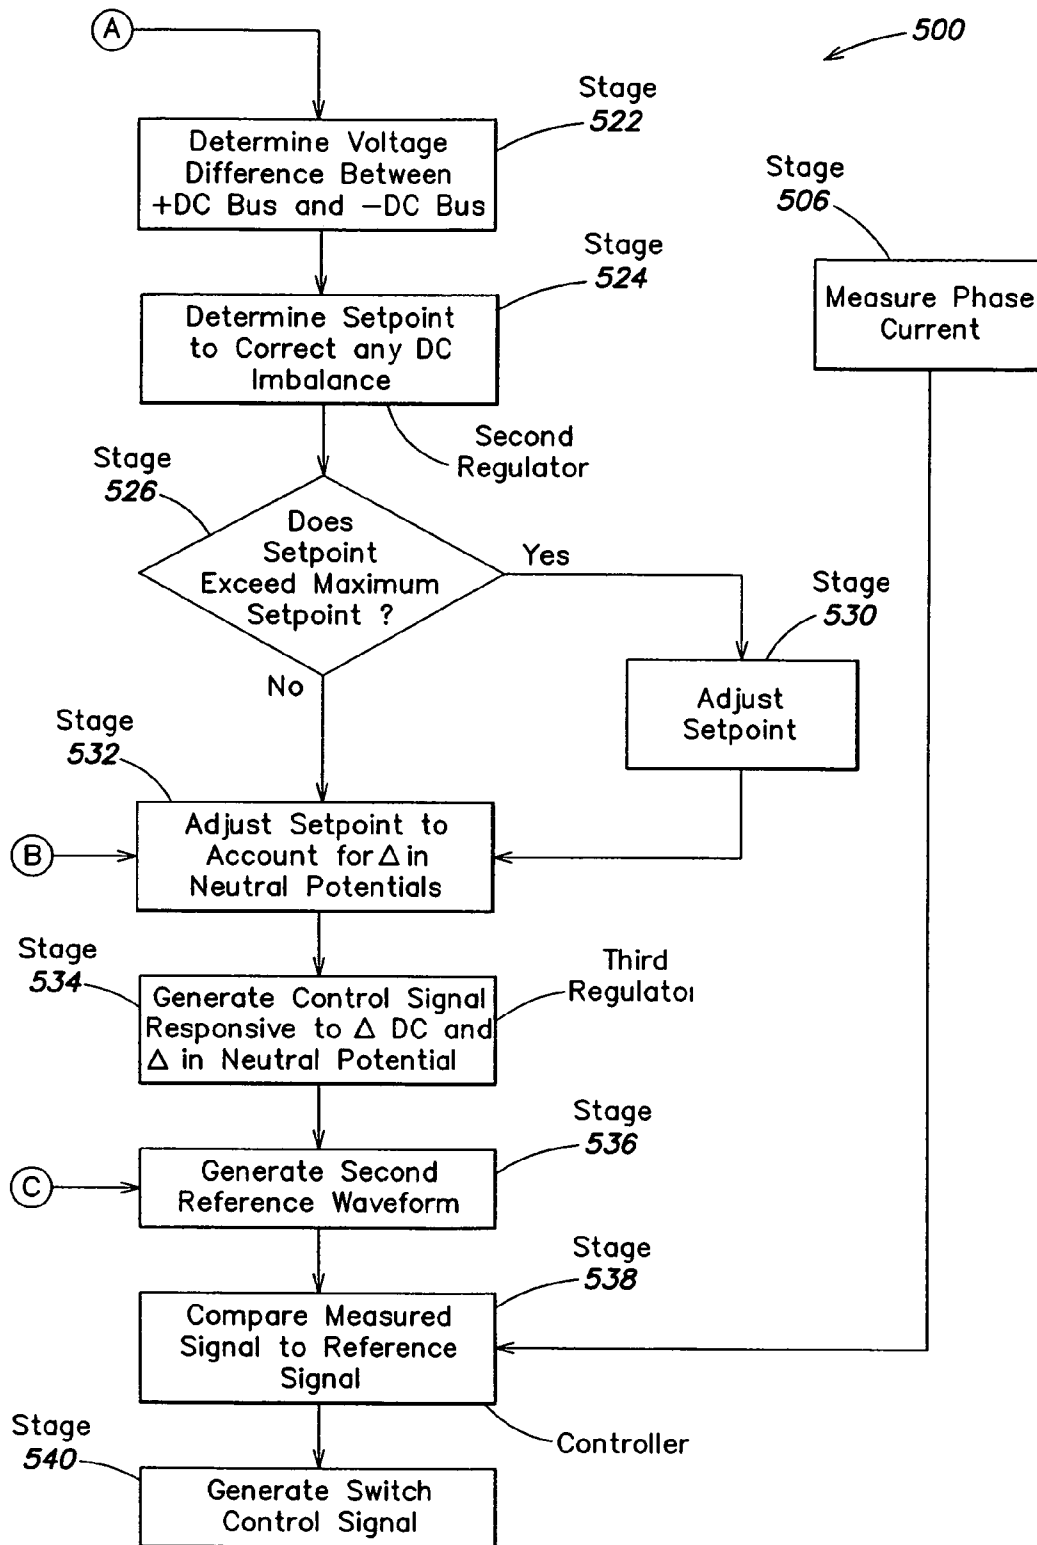 A
500
Stage
522
Determine Voltage
Difference Between
+DC Bus and −DC Bus
Stage
506
Measure Phase
Current
Stage
524
Determine Setpoint
to Correct any DC
Imbalance
Second
Regulator
Stage
526
Does
Setpoint
Exceed Maximum
Setpoint ?
Yes
No
Stage
530
Adjust
Setpoint
Stage
532
B
Adjust Setpoint to
Account for Δ in
Neutral Potentials
Stage
534
Generate Control Signal
Responsive to Δ DC and
Δ in Neutral Potential
Third
Regulator
Stage
536
C
Generate Second
Reference Waveform
Stage
538
Compare Measured
Signal to Reference
Signal
Controller
Stage
540
Generate Switch
Control Signal